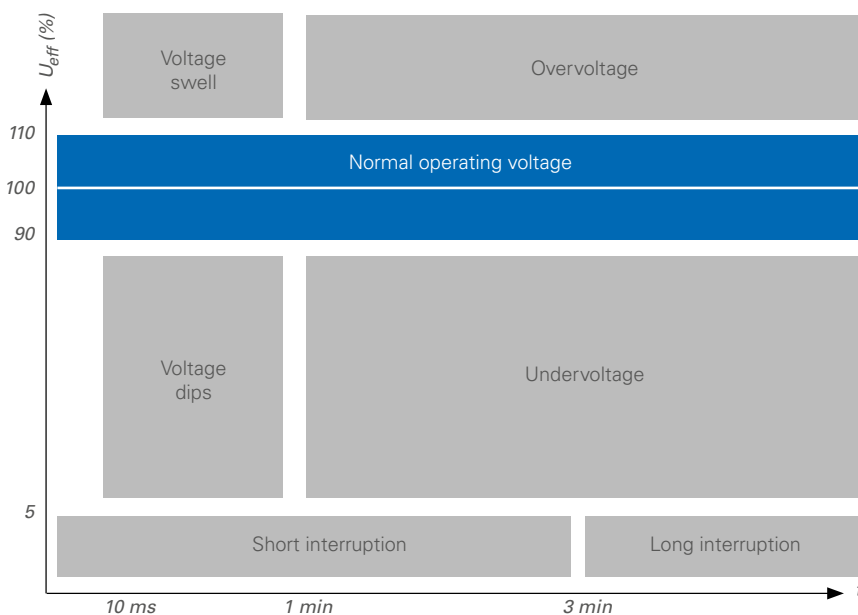 U_eff (%)
Voltage
swell
Overvoltage
110
Normal operating voltage
100
90
Voltage
dips
Undervoltage
5
Short interruption
Long interruption
10 ms
1 min
3 min